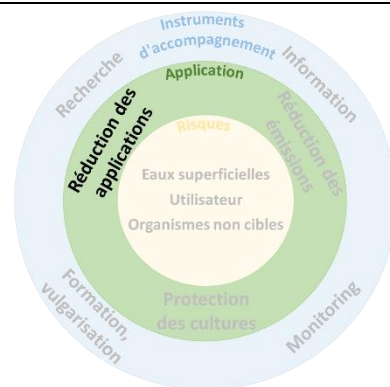 Instruments
d'accompagnement
Recherche
Information
Application
Réduction des
applications
Réduction des
émissions
Risques
Eaux superficielles
Utilisateur
Organismes non cibles
Protection
des cultures
Formation,
vulgarisation
Monitoring